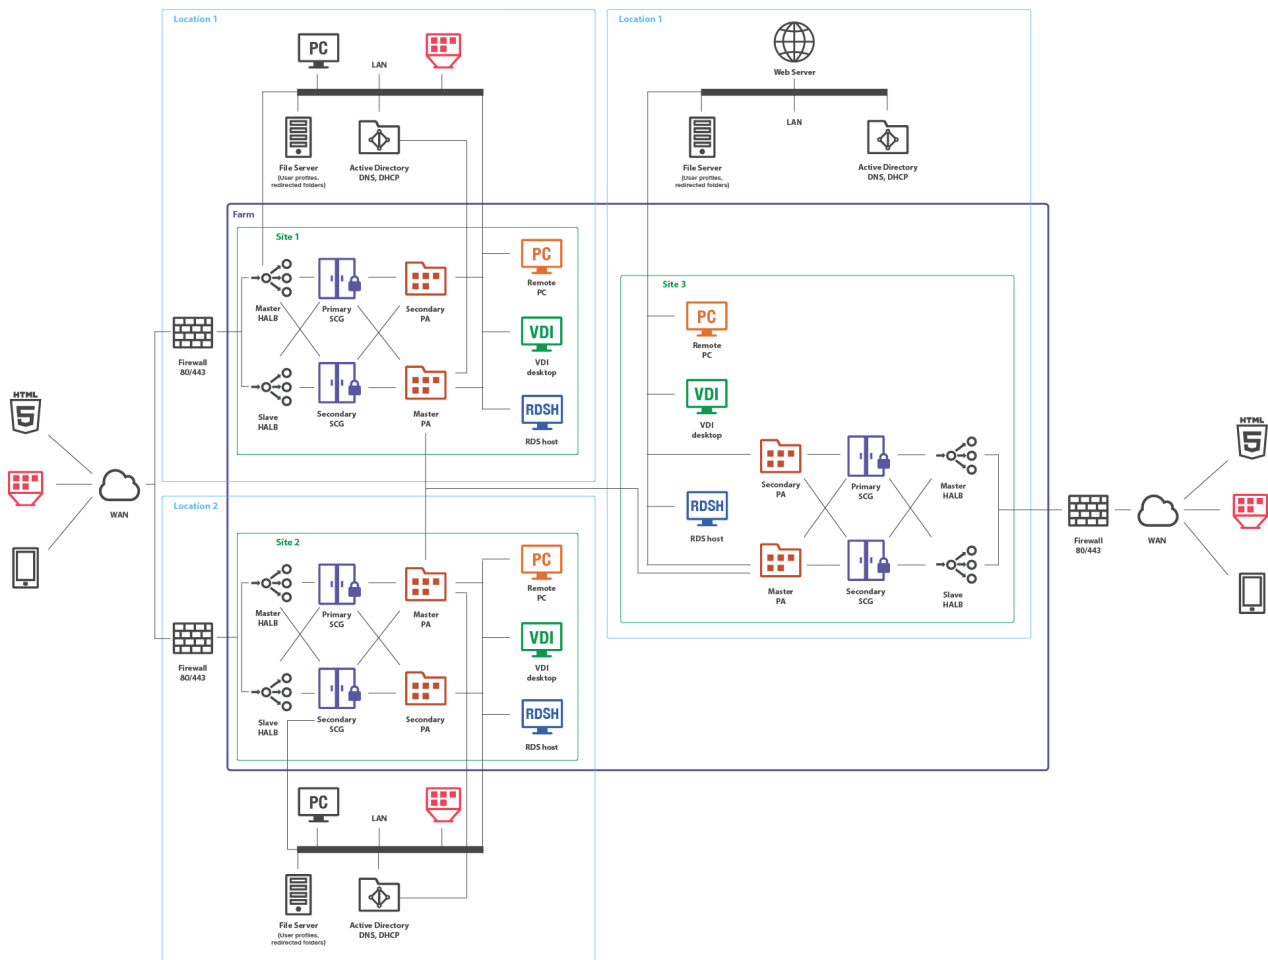 Location 1
PC
LAN
File Server
(User profiles,
redirected folders)
Active Directory
DNS, DHCP
Location 1
Web Server
LAN
File Server
(User profiles,
redirected folders)
Active Directory
DNS, DHCP
Farm
Site 1
Master
HALB
Primary
SCG
Secondary
PA
PC
Remote
PC
VDI
VDI
desktop
Slave
HALB
Secondary
SCG
Master
PA
RDSH
RDS host
Firewall
80/443
HTML
5
WAN
Location 2
Site 2
Master
HALB
Primary
SCG
Master
PA
PC
Remote
PC
VDI
VDI
desktop
Slave
HALB
Secondary
SCG
Secondary
PA
RDSH
RDS host
Firewall
80/443
PC
LAN
File Server
(User profiles,
redirected folders)
Active Directory
DNS, DHCP
Site 3
PC
Remote
PC
VDI
VDI
desktop
RDSH
RDS host
Secondary
PA
Primary
SCG
Master
HALB
Master
PA
Secondary
SCG
Slave
HALB
Firewall
80/443
WAN
HTML
5